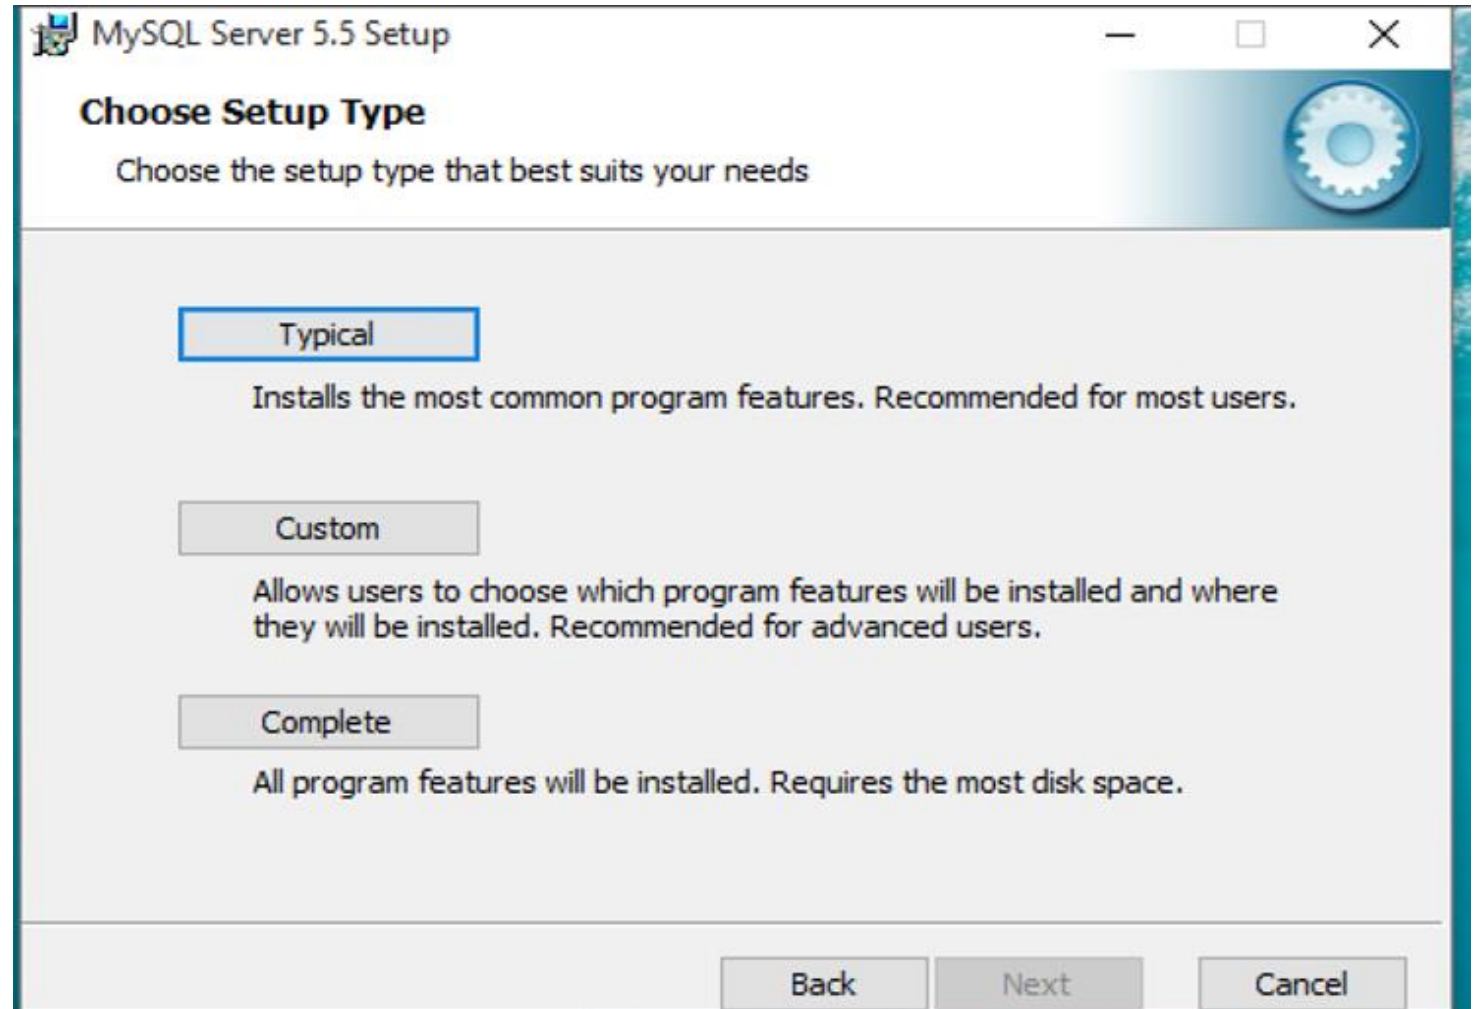 MySQL Server 5.5 Setup
Choose Setup Type
Choose the setup type that best suits your needs
Typical
Installs the most common program features. Recommended for most users.
Custom
Allows users to choose which program features will be installed and where
they will be installed. Recommended for advanced users.
Complete
All program features will be installed. Requires the most disk space.
Back
Next
Cancel